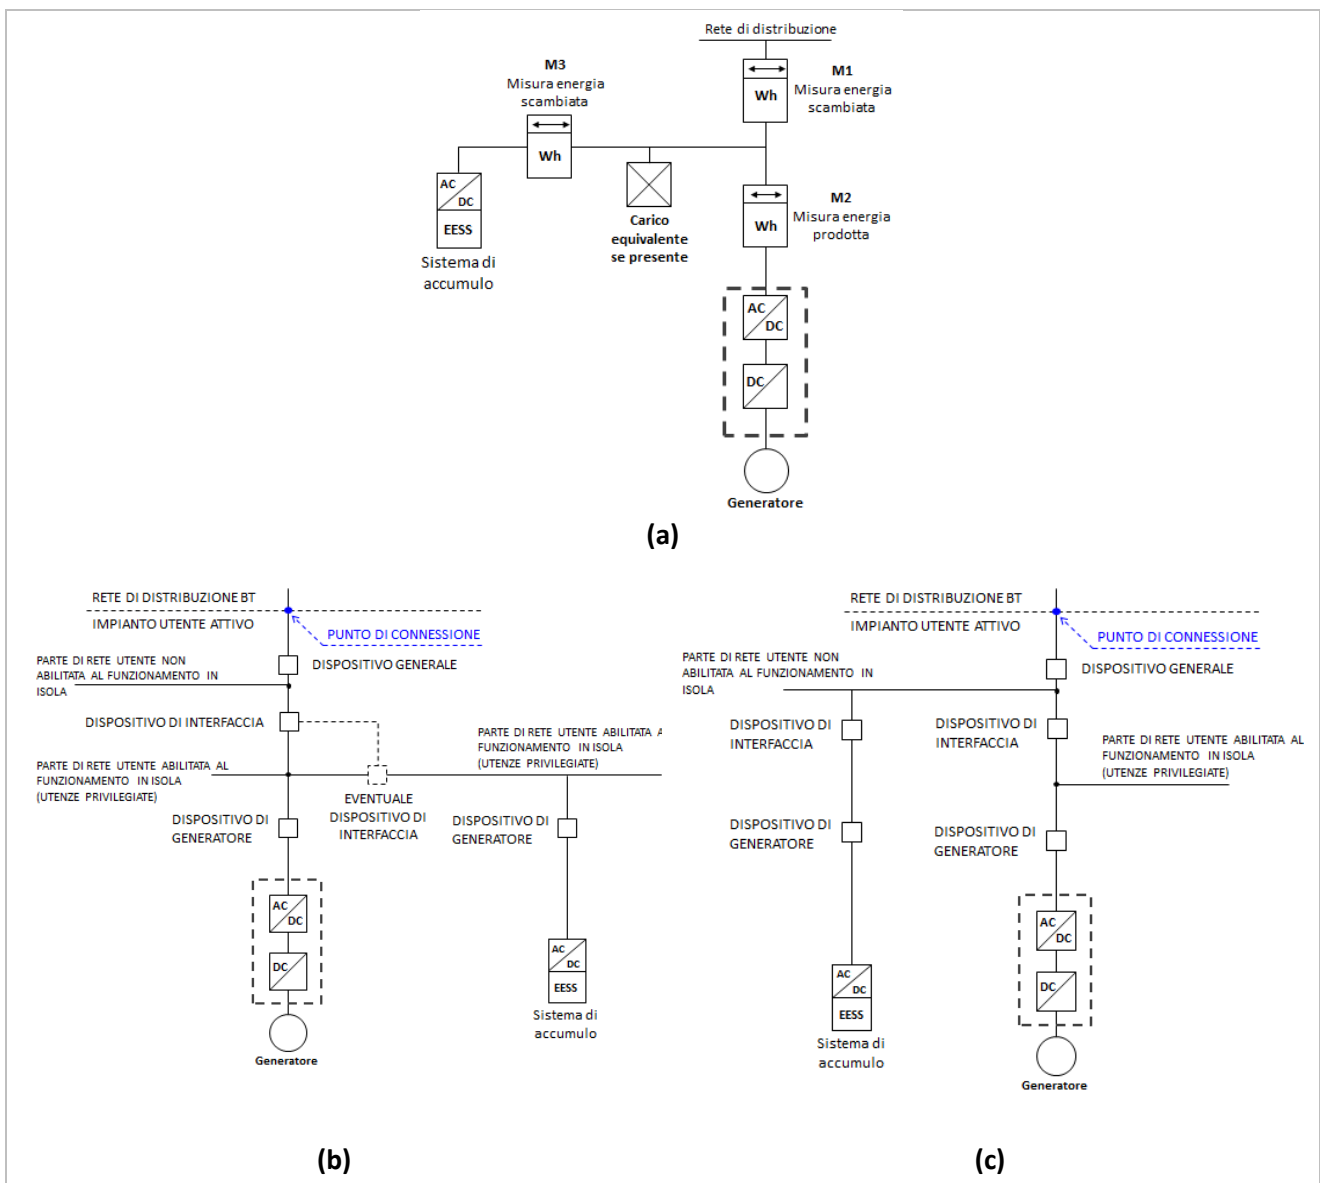 Rete di distribuzione
M3
Misura energia
scambiata
Wh
M1
Misura energia
scambiata
Wh
AC
DC
EESS
Sistema di
accumulo
Carico
equivalente
se presente
M2
Misura energia
prodotta
Wh
AC
DC
DC
Generatore
(a)
RETE DI DISTRIBUZIONE BT
IMPIANTO UTENTE ATTIVO
PUNTO DI CONNESSIONE
PARTE DI RETE UTENTE NON
ABILITATA AL FUNZIONAMENTO IN
ISOLA
DISPOSITIVO GENERALE
DISPOSITIVO DI INTERFACCIA
PARTE DI RETE UTENTE ABILITATA AL
FUNZIONAMENTO IN ISOLA
(UTENZE PRIVILEGIATE)
PARTE DI RETE UTENTE ABILITATA A
FUNZIONAMENTO IN ISOLA
(UTENZE PRIVILEGIATE)
EVENTUALE
DISPOSITIVO DI
INTERFACCIA
DISPOSITIVO DI
GENERATORE
DISPOSITIVO DI
GENERATORE
AC
DC
DC
Generatore
AC
DC
EESS
Sistema di
accumulo
(b)
RETE DI DISTRIBUZIONE BT
IMPIANTO UTENTE ATTIVO
PUNTO DI CONNESSIONE
PARTE DI RETE UTENTE NON
ABILITATA AL FUNZIONAMENTO IN
ISOLA
DISPOSITIVO GENERALE
DISPOSITIVO DI
INTERFACCIA
DISPOSITIVO DI
INTERFACCIA
PARTE DI RETE UTENTE ABILITATA AL
FUNZIONAMENTO IN ISOLA
(UTENZE PRIVILEGIATE)
DISPOSITIVO DI
GENERATORE
DISPOSITIVO DI
GENERATORE
AC
DC
EESS
Sistema di
accumulo
AC
DC
DC
Generatore
(c)